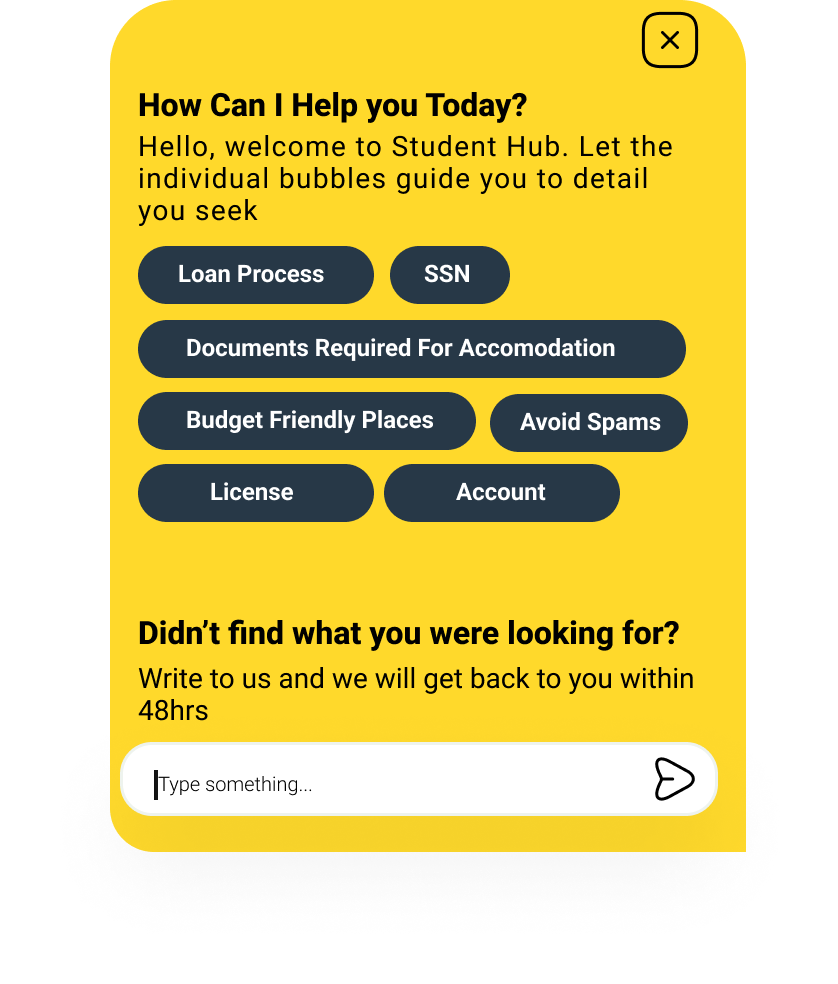 How Can I Help you Today?
Hello, welcome to Student Hub. Let the
individual bubbles guide you to detail
you seek
Loan Process
SSN
Documents Required For Accomodation
Budget Friendly Places
Avoid Spams
License
Account
Didn’t find what you were looking for?
Write to us and we will get back to you within
48hrs
Type something...